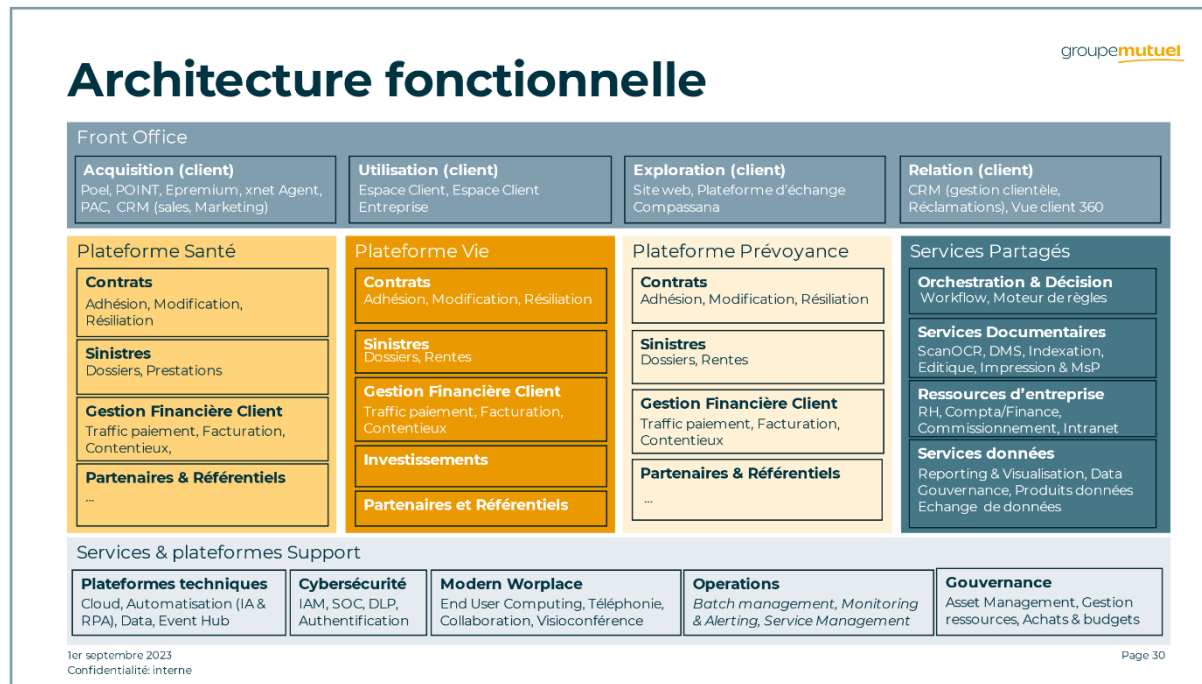 groupemutuel
Architecture fonctionnelle
Front Office
Acquisition (client)
Poel, POINT, Epremium, xnet Agent,
PAC, CRM (sales, Marketing)
Utilisation (client)
Espace Client, Espace Client
Entreprise
Exploration (client)
Site web, Plateforme d'échange
Compassana
Relation (client)
CRM (gestion clientèle,
Réclamations), Vue client 360
Plateforme Santé
Contrats
Adhésion, Modification,
Résiliation
Sinistres
Dossiers, Prestations
Gestion Financière Client
Traffic paiement, Facturation,
Contentieux,
Partenaires & Référentiels
...
Plateforme Vie
Contrats
Adhésion, Modification, Résiliation
Sinistres
Dossiers, Rentes
Gestion Financière Client
Traffic paiement, Facturation,
Contentieux
Investissements
Partenaires et Référentiels
Plateforme Prévoyance
Contrats
Adhésion, Modification, Résiliation
Sinistres
Dossiers, Rentes
Gestion Financière Client
Traffic paiement, Facturation,
Contentieux
Partenaires & Référentiels
...
Services Partagés
Orchestration & Décision
Workflow, Moteur de règles
Services Documentaires
ScanOCR, DMS, Indexation,
Editique, Impression & MsP
Ressources d'entreprise
RH, Compta/Finance,
Commissionnement, Intranet
Services données
Reporting & Visualisation, Data
Gouvernance, Produits données
Echange de données
Services & plateformes Support
Plateformes techniques
Cloud, Automatisation (IA &
RPA), Data, Event Hub
Cybersécurité
IAM, SOC, DLP,
Authentification
Modern Worplace
End User Computing, Téléphonie,
Collaboration, Visioconférence
Operations
Batch management, Monitoring
& Alerting, Service Management
Gouvernance
Asset Management, Gestion
ressources, Achats & budgets
1er septembre 2023
Confidentialité: interne
Page 30